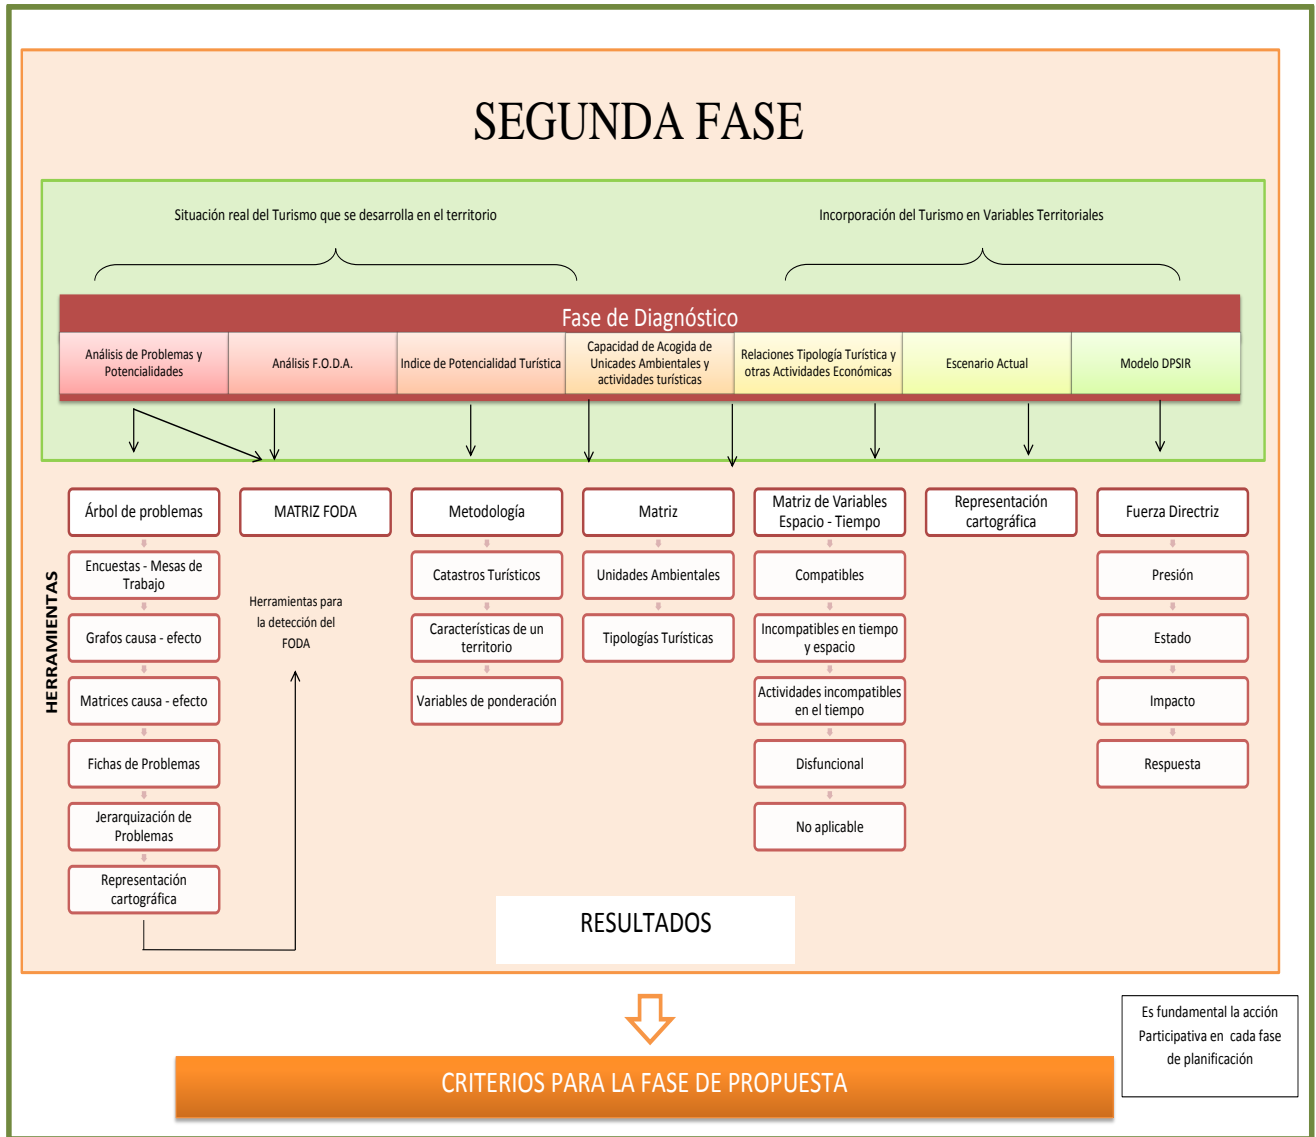 SEGUNDA FASE
Situación real del Turismo que se desarrolla en el territorio
Incorporación del Turismo en Variables Territoriales
Fase de Diagnóstico
Análisis de Problemas y
Potencialidades
Análisis F.O.D.A.
Indice de Potencialidad Turística
Capacidad de Acogida de
Unicades Ambientales y
actividades turísticas
Relaciones Tipología Turística y
otras Actividades Económicas
Escenario Actual
Modelo DPSIR
HERRAMIENTAS
Árbol de problemas
Encuestas - Mesas de
Trabajo
Grafos causa - efecto
Matrices causa - efecto
Fichas de Problemas
Jerarquización de
Problemas
Representación
cartográfica
MATRIZ FODA
Herramientas para
la detección del
FODA
Metodología
Catastros Turísticos
Características de un
territorio
Variables de ponderación
Matriz
Unidades Ambientales
Tipologías Turísticas
Matriz de Variables
Espacio - Tiempo
Compatibles
Incompatibles en tiempo
y espacio
Actividades incompatibles
en el tiempo
Disfuncional
No aplicable
Representación
cartográfica
Fuerza Directriz
Presión
Estado
Impacto
Respuesta
RESULTADOS
Es fundamental la acción
Participativa en cada fase
de planificación
CRITERIOS PARA LA FASE DE PROPUESTA